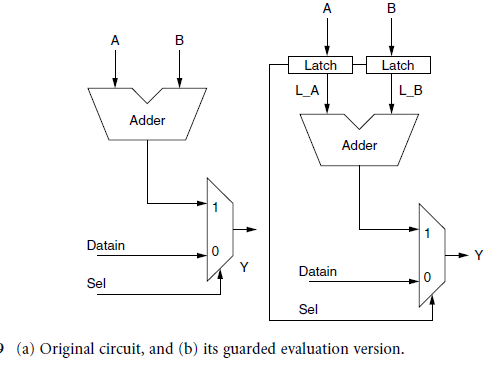 A B
Adder
1
Datain
0
Y
Sel
A B
Latch Latch
L_A L_B
Adder
1
Y
Datain
0
Sel
(a) Original circuit, and (b) its guarded evaluation version.